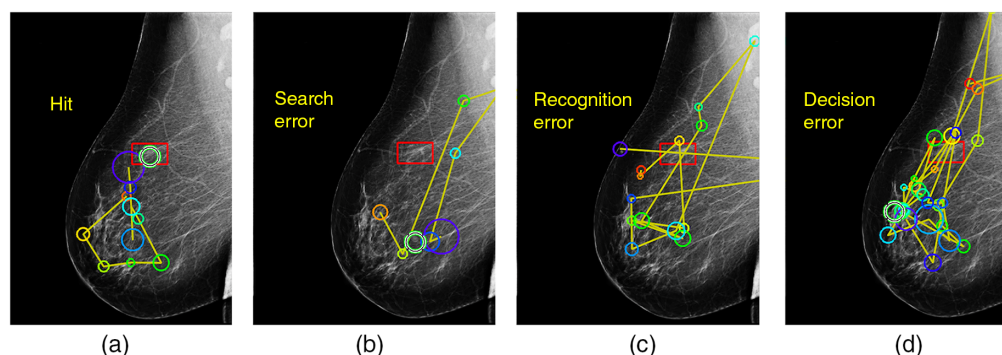 Hit
Search
error
Recognition
error
Decision
error
(a)
(b)
(c)
(d)